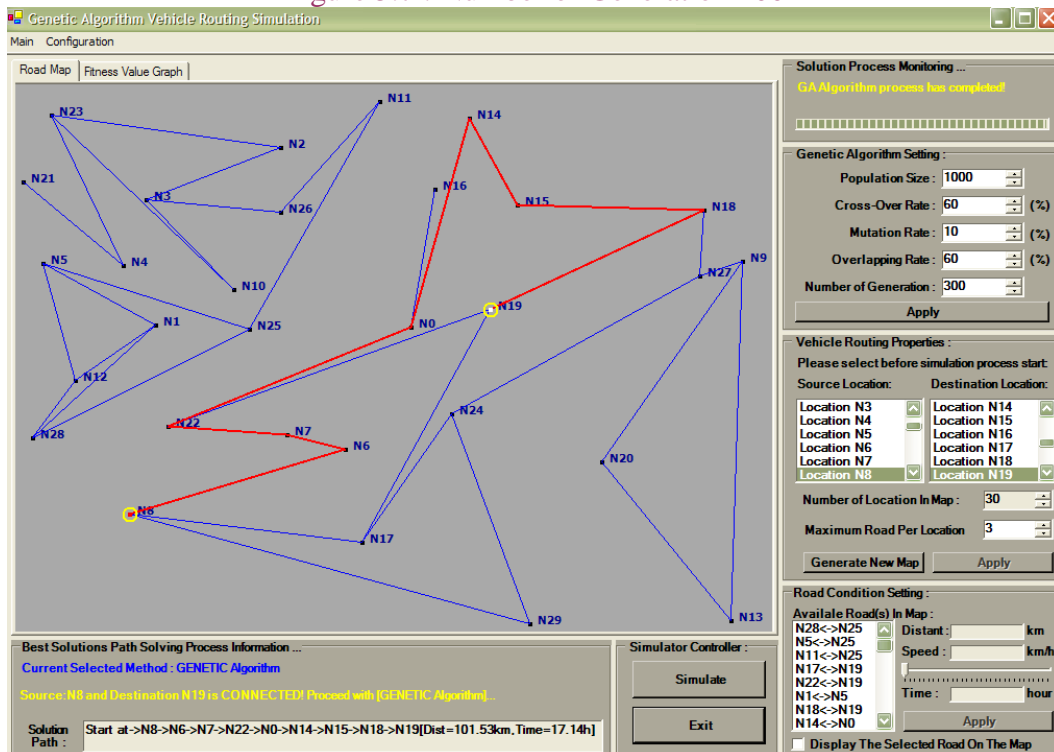 Genetic Algorithm Vehicle Routing Simulation
Main Configuration
Road Map Fitness Value Graph
N11
N23
N14
N2
N21
N16
N3
N15
N18
N26
N5
N4
N9
N27
N10
N19
N1
N25
N0
N12
N24
N22
N7
N28
N6
N20
N8
N17
N29
N13
Solution Process Monitoring ...
GA Algorithm process has completed!
Genetic Algorithm Setting :
Population Size : 1000
Cross-Over Rate : 60 (%)
Mutation Rate : 10 (%)
Overlapping Rate : 60 (%)
Number of Generation : 300
Apply
Vehicle Routing Properties :
Please select before simulation process start:
Source Location: Destination Location:
Location N3 Location N14
Location N4 Location N15
Location N5 Location N16
Location N6 Location N17
Location N7 Location N18
Location N8 Location N19
Number of Location In Map : 30
Maximum Road Per Location 3
Generate New Map Apply
Road Condition Setting :
Availale Road(s) In Map :
N28<->N25
N5<->N25
N11<->N25
N17<->N19
N22<->N19
N1<->N5
N18<->N19
N14<->N0
Distant : km
Speed : km/h
Time : hour
Apply
Display The Selected Road On The Map
Best Solutions Path Solving Process Information ...
Current Selected Method : GENETIC Algorithm
Source:N8 and Destination N19 is CONNECTED! Proceed with [GENETIC Algorithm]...
Solution Path : Start at->N8->N6->N7->N22->N0->N14->N15->N18->N19[Dist=101.53km,Time=17.14h]
Simulator Controller :
Simulate
Exit